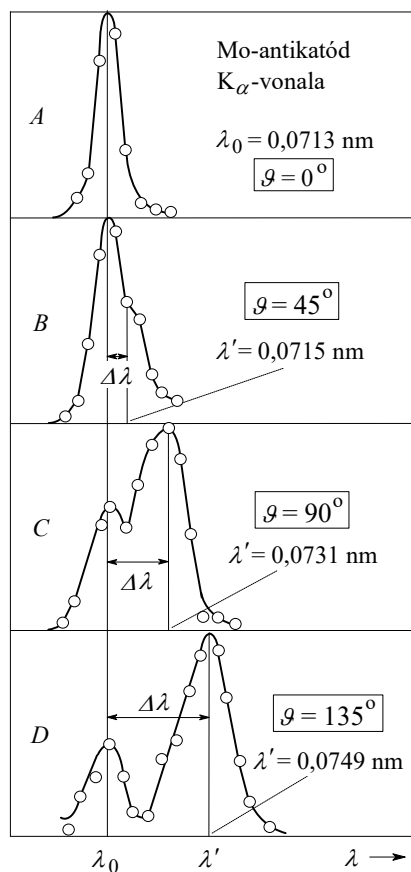 Mo-antikatód
K𝛼-vonala
A
λ₀ = 0,0713 nm
ϑ = 0°
B
ϑ = 45°
λ′ = 0,0715 nm
Δλ
C
ϑ = 90°
λ′ = 0,0731 nm
Δλ
Δλ
ϑ = 135°
D
λ′ = 0,0749 nm
λ₀ λ′ λ →